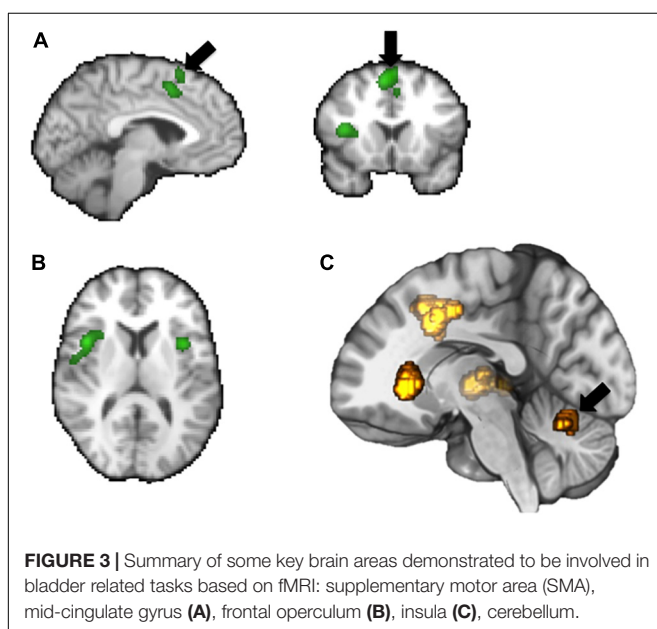 A
B
C
FIGURE 3 | Summary of some key brain areas demonstrated to be involved in
bladder related tasks based on fMRI: supplementary motor area (SMA),
mid-cingulate gyrus (A), frontal operculum (B), insula (C), cerebellum.